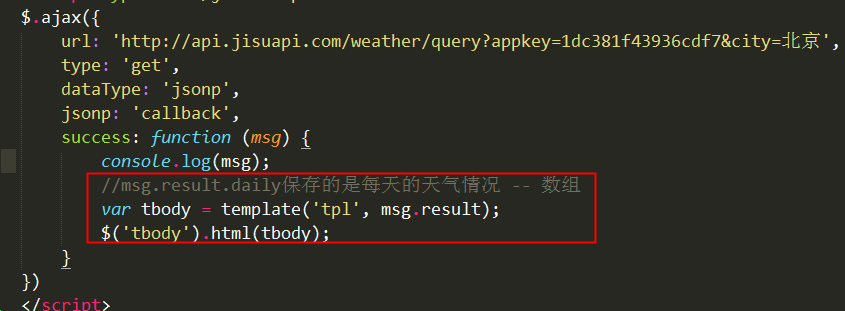 $.ajax({
url: 'http://api.jisuapi.com/weather/query?appkey=1dc381f43936cdf7&city=北京',
type: 'get',
dataType: 'jsonp',
jsonp: 'callback',
success: function (msg) {
console.log(msg);
//msg.result.daily保存的是每天的天气情况 -- 数组
var tbody = template('tpl', msg.result);
$('tbody').html(tbody);
}
})
</script>